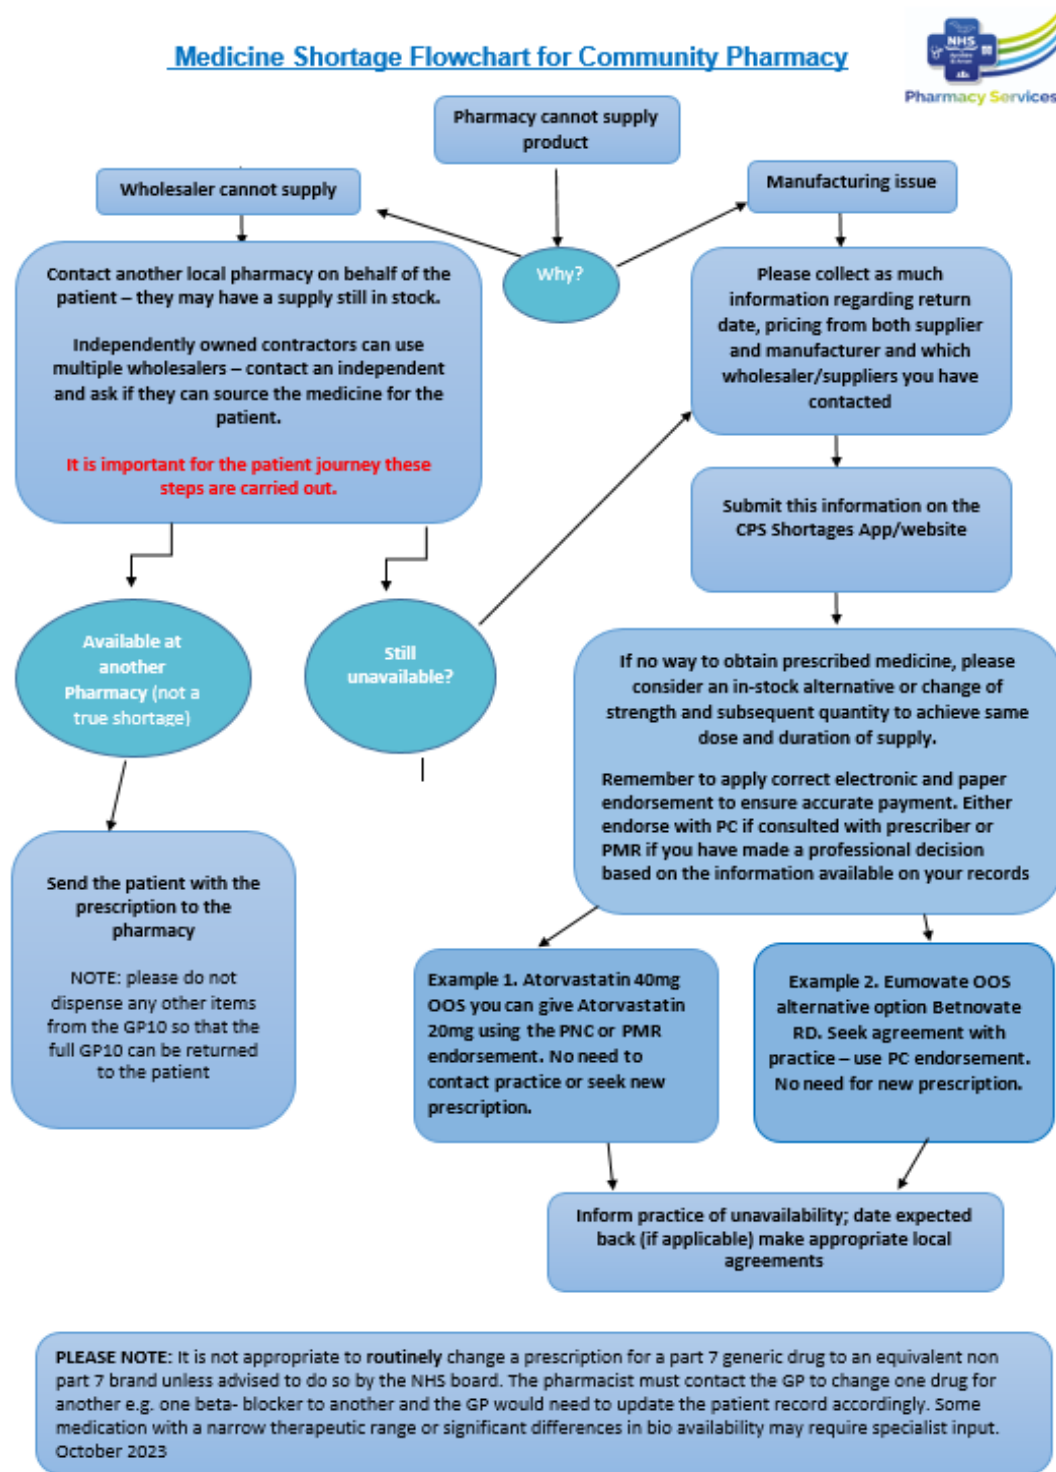 Medicine Shortage Flowchart for Community Pharmacy
NHS
Pharmacy Services
Pharmacy cannot supply
product
Wholesaler cannot supply
Manufacturing issue
Why?
Contact another local pharmacy on behalf of the
patient – they may have a supply still in stock.
Independently owned contractors can use
multiple wholesalers – contact an independent
and ask if they can source the medicine for the
patient.
It is important for the patient journey these
steps are carried out.
Please collect as much
information regarding return
date, pricing from both supplier
and manufacturer and which
wholesaler/suppliers you have
contacted
Submit this information on the
CPS Shortages App/website
Available at
another
Pharmacy (not a
true shortage)
Still
unavailable?
If no way to obtain prescribed medicine, please
consider an in-stock alternative or change of
strength and subsequent quantity to achieve same
dose and duration of supply.
Remember to apply correct electronic and paper
endorsement to ensure accurate payment. Either
endorse with PC if consulted with prescriber or
PMR if you have made a professional decision
based on the information available on your records
Send the patient with the
prescription to the
pharmacy
NOTE: please do not
dispense any other items
from the GP10 so that the
full GP10 can be returned
to the patient
Example 1. Atorvastatin 40mg
OOS you can give Atorvastatin
20mg using the PNC or PMR
endorsement. No need to
contact practice or seek new
prescription.
Example 2. Eumovate OOS
alternative option Betnovate
RD. Seek agreement with
practice – use PC endorsement.
No need for new prescription.
Inform practice of unavailability; date expected
back (if applicable) make appropriate local
agreements
PLEASE NOTE: It is not appropriate to routinely change a prescription for a part 7 generic drug to an equivalent non
part 7 brand unless advised to do so by the NHS board. The pharmacist must contact the GP to change one drug for
another e.g. one beta- blocker to another and the GP would need to update the patient record accordingly. Some
medication with a narrow therapeutic range or significant differences in bio availability may require specialist input.
October 2023